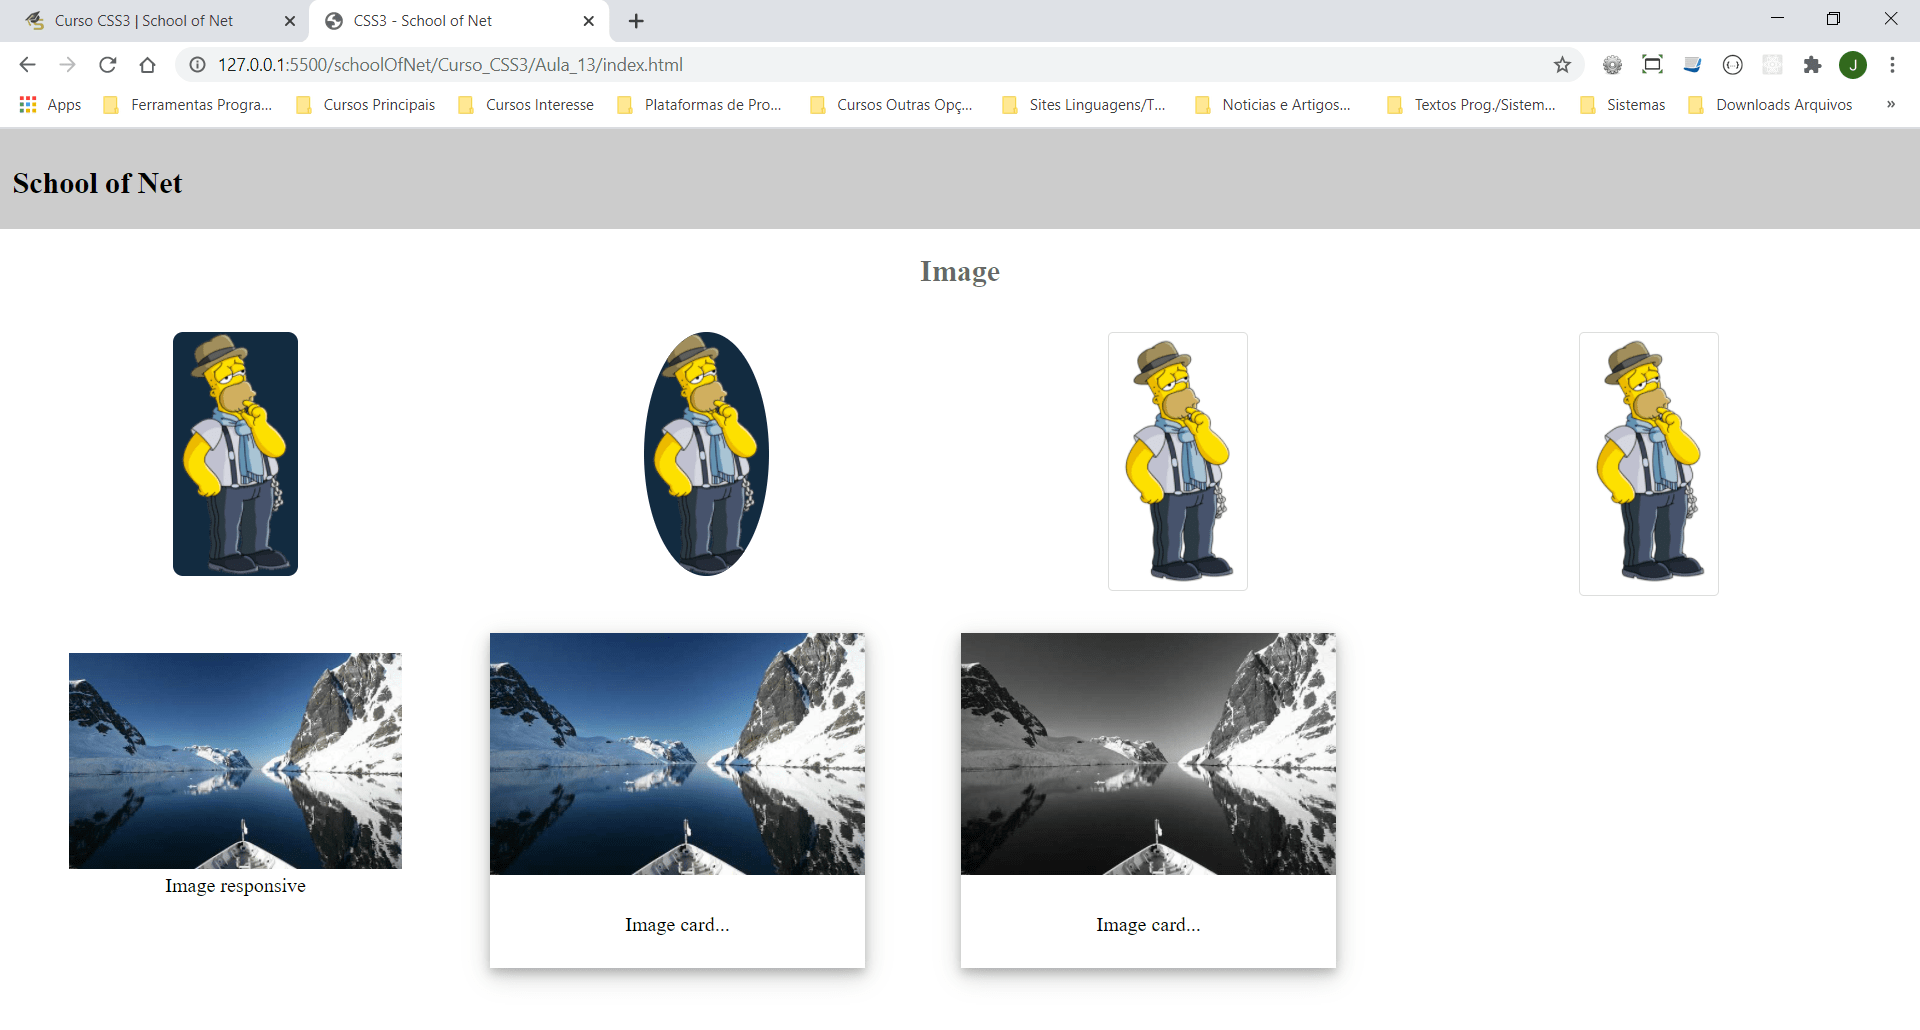 Curso CSS3 | School of Net
CSS3 - School of Net
127.0.0.1:5500/schoolOfNet/Curso_CSS3/Aula_13/index.html
J
Apps Ferramentas Progra... Cursos Principais Cursos Interesse Plataformas de Pro... Cursos Outras Opç... Sites Linguagens/T... Noticias e Artigos... Textos Prog./Sistem... Sistemas Downloads Arquivos »
School of Net
Image
Image responsive
Image card...
Image card...